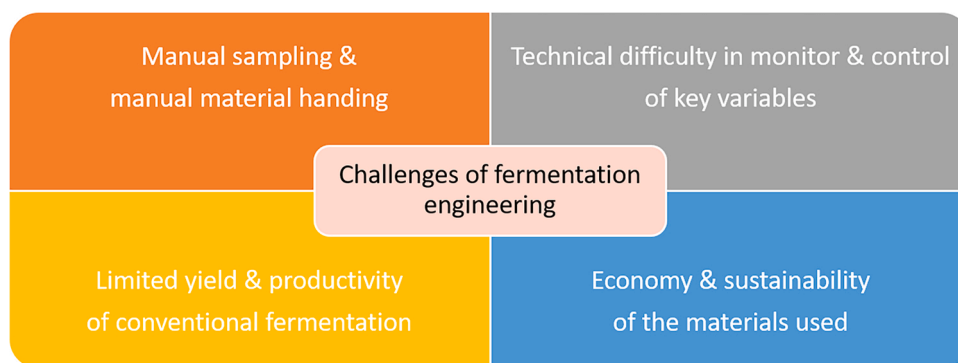 Manual sampling &
manual material handing
Technical difficulty in monitor & control
of key variables
Challenges of fermentation
engineering
Limited yield & productivity
of conventional fermentation
Economy & sustainability
of the materials used